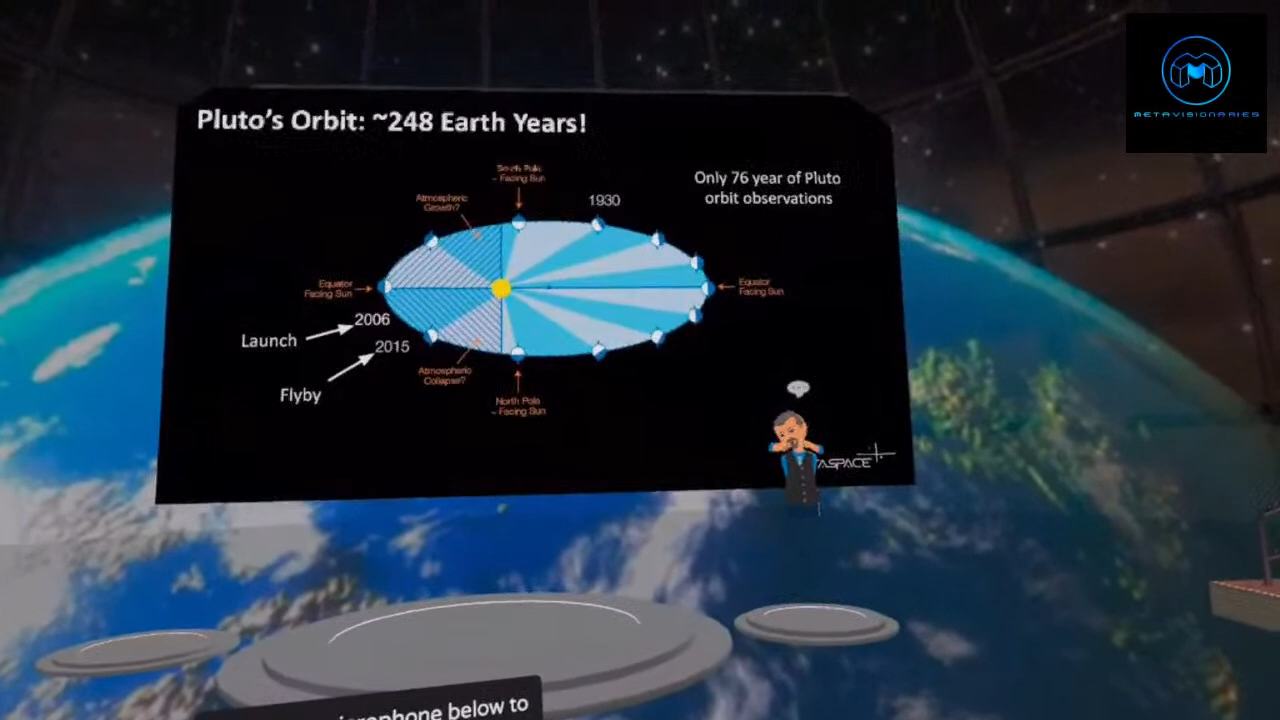 METAVISIONARIES
Pluto's Orbit: ~248 Earth Years!
South Pole
~ Facing Sun
Atmospheric
Growth?
1930
Only 76 year of Pluto
orbit observations
Equator
Facing Sun
Equator
Facing Sun
2006
Launch
2015
Flyby
Atmospheric
Collapse?
North Pole
~ Facing Sun
ASPACE
microphone below to